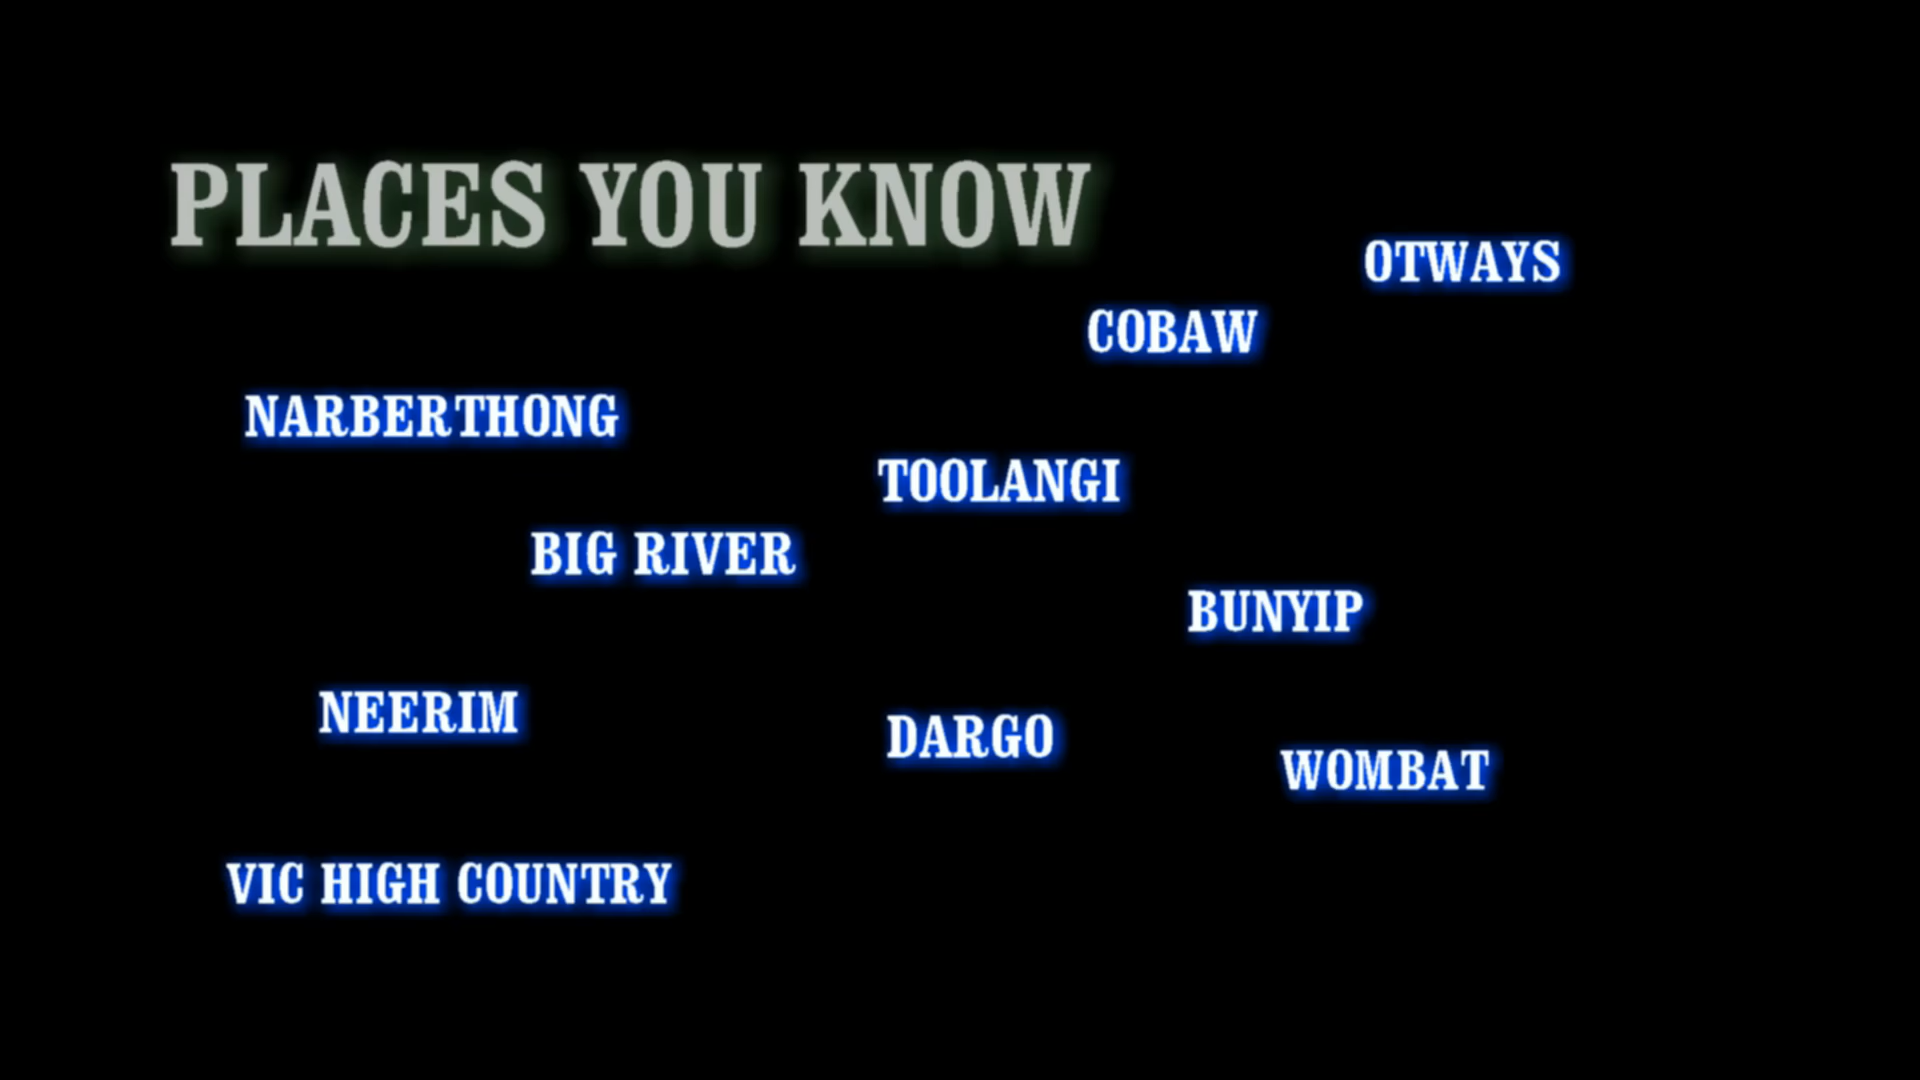 PLACES YOU KNOW
OTWAYS
COBAW
NARBERTHONG
TOOLANGI
BIG RIVER
BUNYIP
NEERIM
DARGO
WOMBAT
VIC HIGH COUNTRY